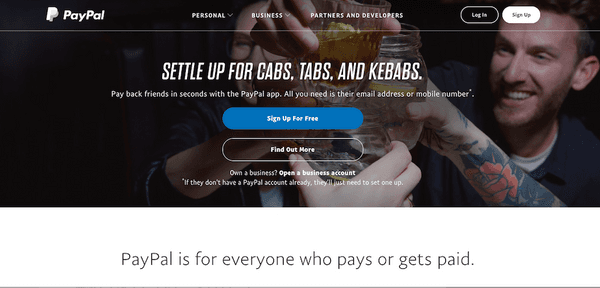 PayPal
PERSONAL BUSINESS PARTNERS AND DEVELOPERS Log In Sign Up
SETTLE UP FOR CABS, TABS, AND KEBABS.
Pay back friends in seconds with the PayPal app. All you need is their email address or mobile number*.
Sign Up For Free
Find Out More
Own a business? Open a business account
*If they don't have a PayPal account already, they'll just need to set one up.
PayPal is for everyone who pays or gets paid.